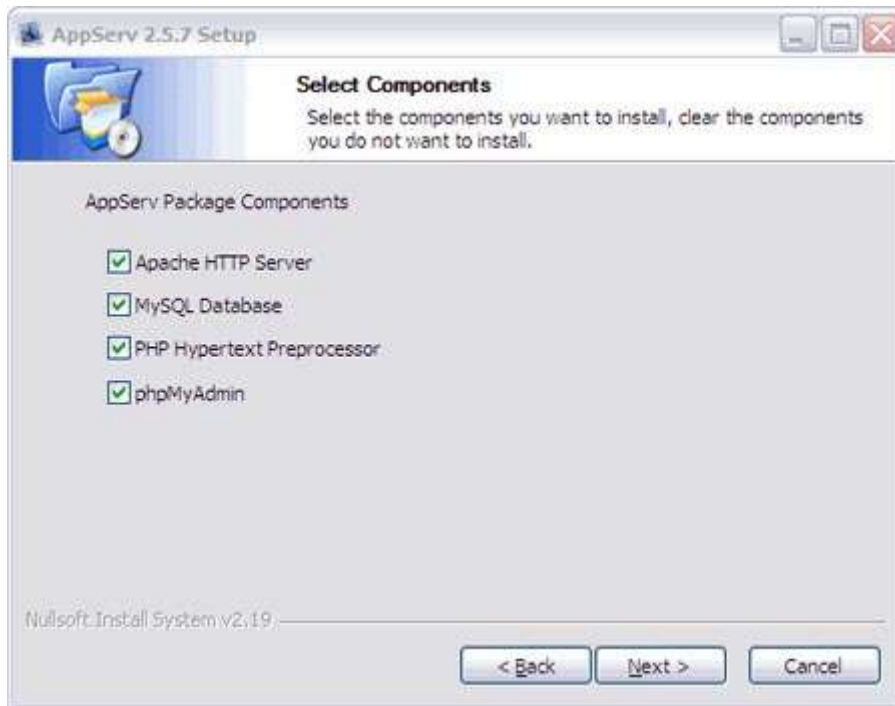 AppServ 2.5.7 Setup
Select Components
Select the components you want to install, clear the components
you do not want to install.
AppServ Package Components
Apache HTTP Server
MySQL Database
PHP Hypertext Preprocessor
phpMyAdmin
Nullsoft Install System v2.19
< Back Next > Cancel